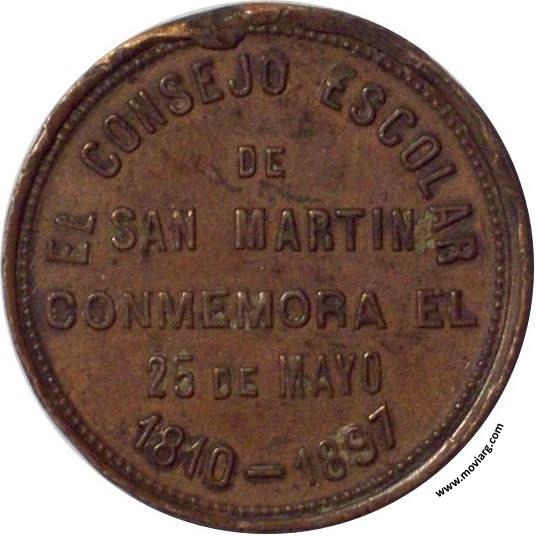 EL CONSEJO ESCOLAR
DE
SAN MARTIN
CONMEMORA EL
25 DE MAYO
1810-1897
www.moviarg.com